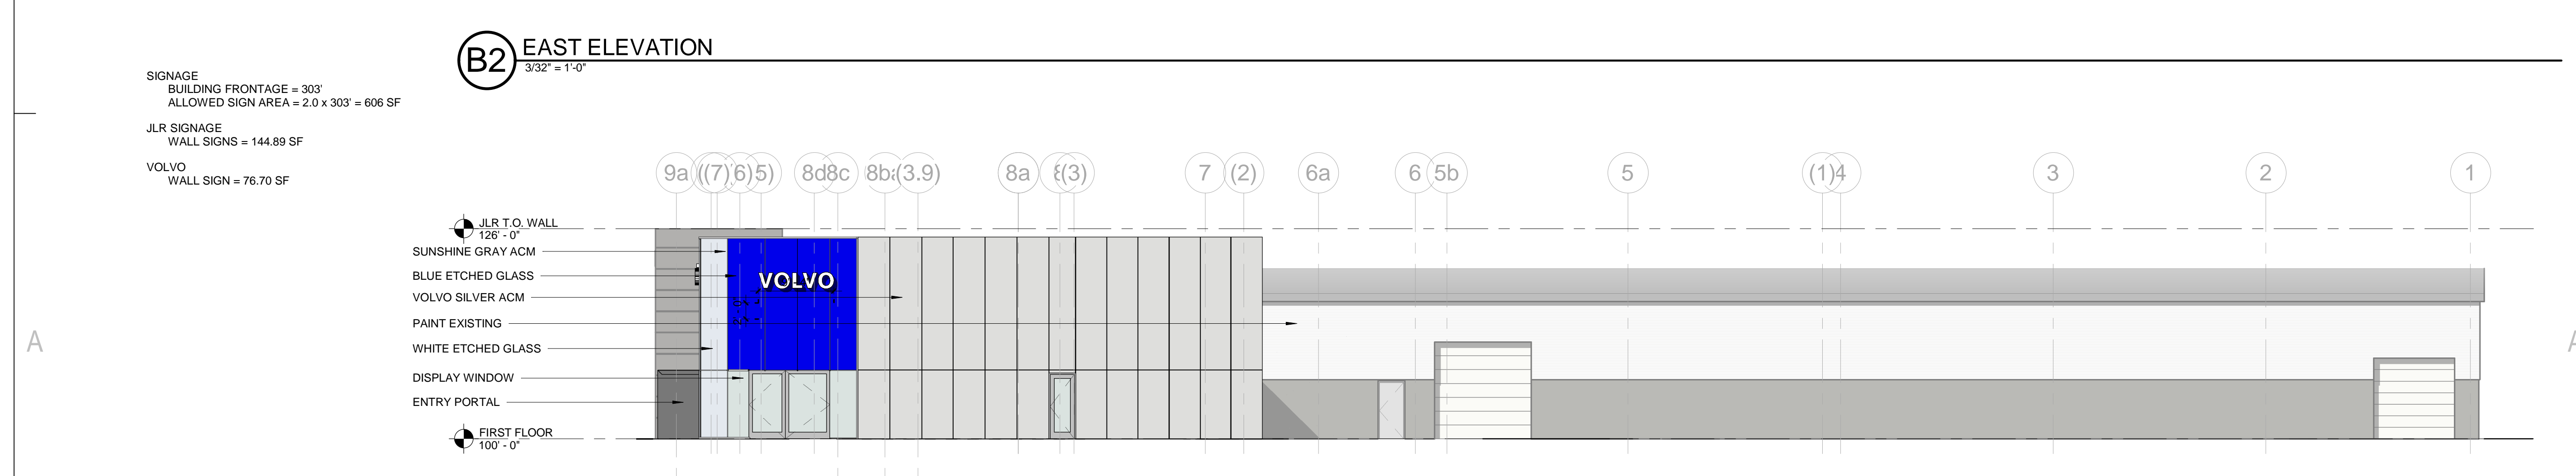 B2
EAST ELEVATION
3/32" = 1'-0"
SIGNAGE
BUILDING FRONTAGE = 303'
ALLOWED SIGN AREA = 2.0 x 303' = 606 SF
JLR SIGNAGE
WALL SIGNS = 144.89 SF
VOLVO
WALL SIGN = 76.70 SF
9a (7) 6) 5) 8d 8c 8b (3.9) 8a (3) 7 (2) 6a 6 5b 5 (1) 4 3 2 1
JLR T.O. WALL
126' - 0"
SUNSHINE GRAY ACM
BLUE ETCHED GLASS
VOLVO
VOLVO SILVER ACM
PAINT EXISTING
A
WHITE ETCHED GLASS
DISPLAY WINDOW
ENTRY PORTAL
FIRST FLOOR
100' - 0"